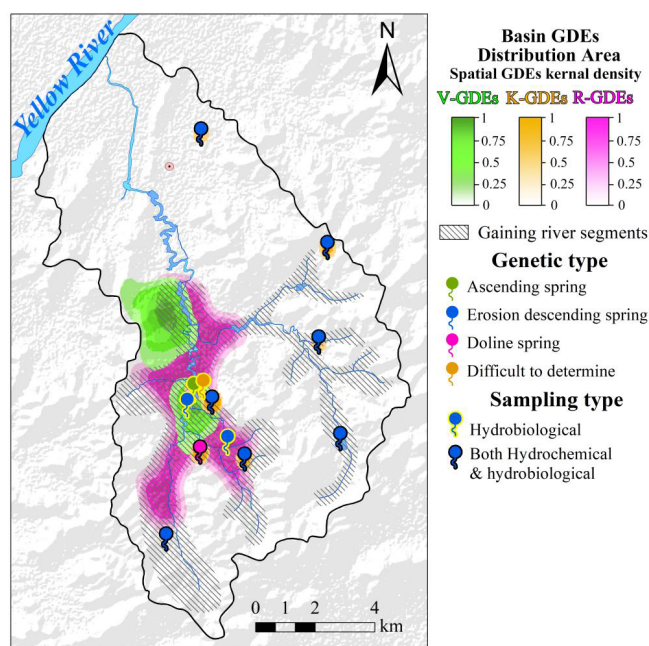 Yellow River
N
0 1 2 4
km
Basin GDEs
Distribution Area
Spatial GDEs kernal density
V-GDEs K-GDEs R-GDEs
1 1 1
0.75 0.75 0.75
0.5 0.5 0.5
0.25 0.25 0.25
0 0 0
Gaining river segments
Genetic type
Ascending spring
Erosion descending spring
Doline spring
Difficult to determine
Sampling type
Hydrobiological
Both Hydrochemical
& hydrobiological